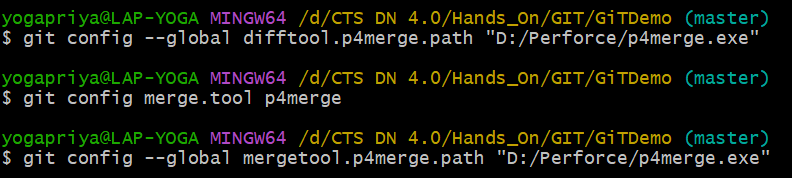 yogapriya@LAP-YOGA MINGW64 /d/CTS DN 4.0/Hands_On/GIT/GiTDemo (master)
$ git config --global difftool.p4merge.path "D:/Perforce/p4merge.exe"
yogapriya@LAP-YOGA MINGW64 /d/CTS DN 4.0/Hands_On/GIT/GiTDemo (master)
$ git config merge.tool p4merge
yogapriya@LAP-YOGA MINGW64 /d/CTS DN 4.0/Hands_On/GIT/GiTDemo (master)
$ git config --global mergetool.p4merge.path "D:/Perforce/p4merge.exe"